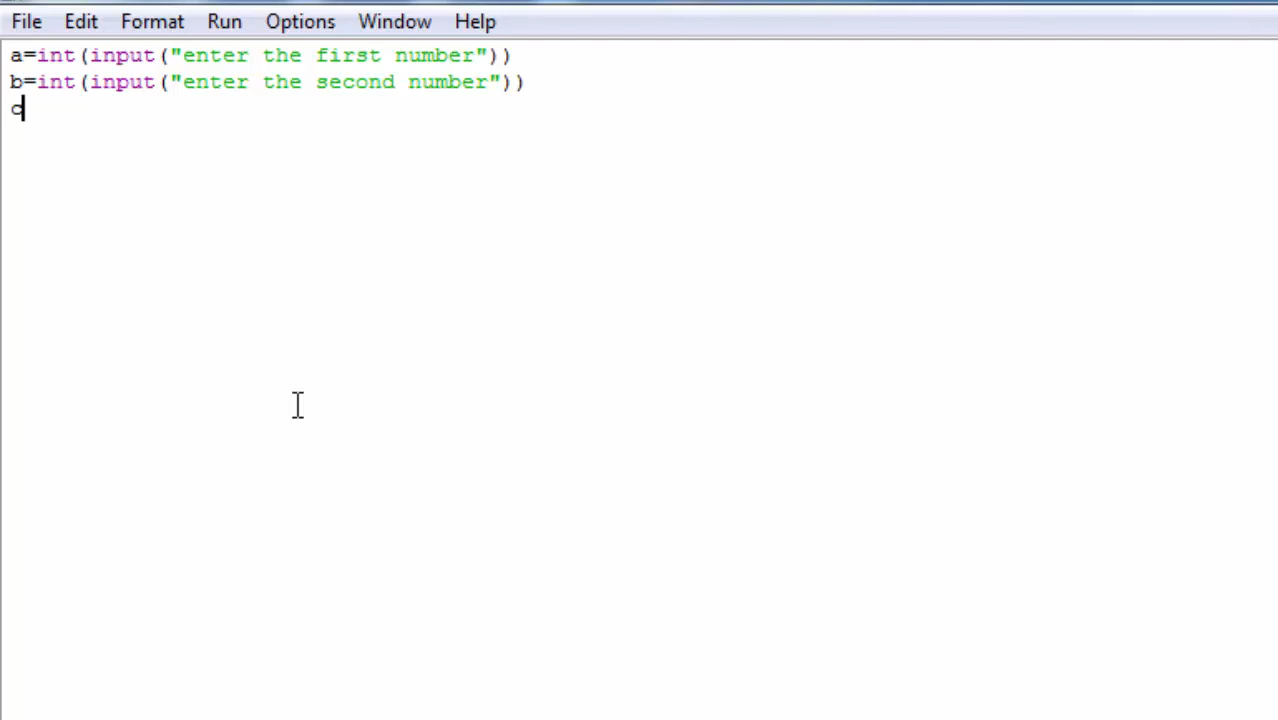 File Edit Format Run Options Window Help
a=int(input("enter the first number"))
b=int(input("enter the second number"))
c